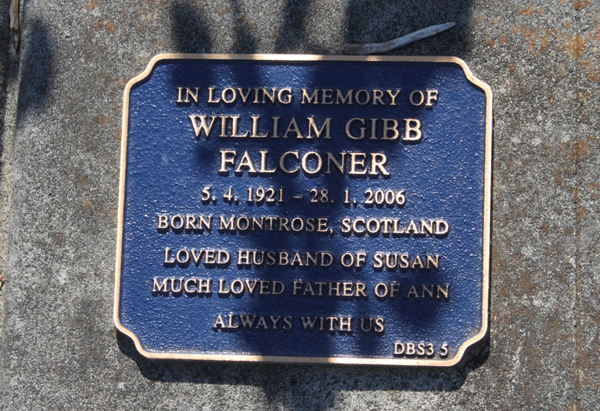 IN LOVING MEMORY OF
WILLIAM GIBB
FALCONER
5. 4. 1921 – 28. 1. 2006
BORN MONTROSE, SCOTLAND
LOVED HUSBAND OF SUSAN
MUCH LOVED FATHER OF ANN
ALWAYS WITH US
DBS3 5